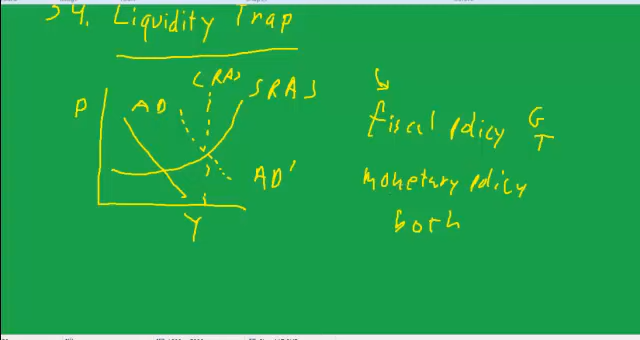 34. Liquidity Trap
LRAS
SRAS
P
AD
AD'
Y
fiscal policy G
T
monetary policy
both